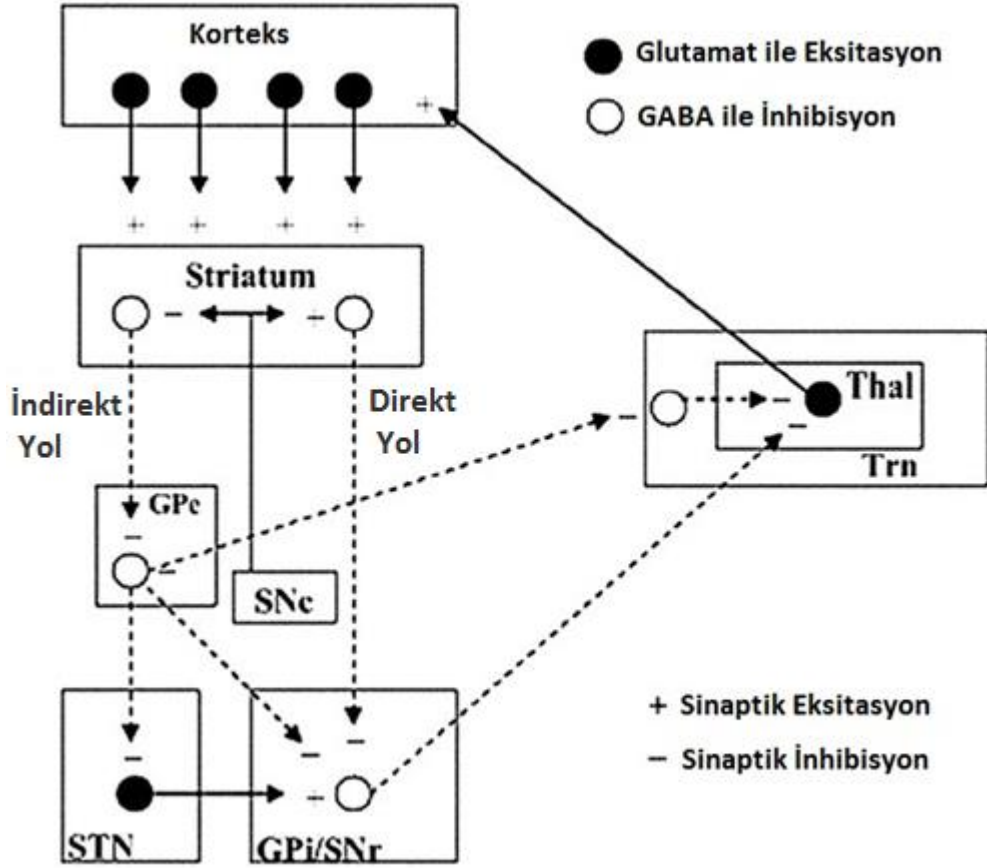 Korteks
Glutamat ile Eksitasyon
GABA ile İnhibisyon
+
+ + + +
Striatum
− +
İndirekt
Yol
Direkt
Yol
− −
Thal
−
Trn
GPe
−
−
SNc
− −
−
− +
STN
GPi/SNr
+ Sinaptik Eksitasyon
− Sinaptik İnhibisyon